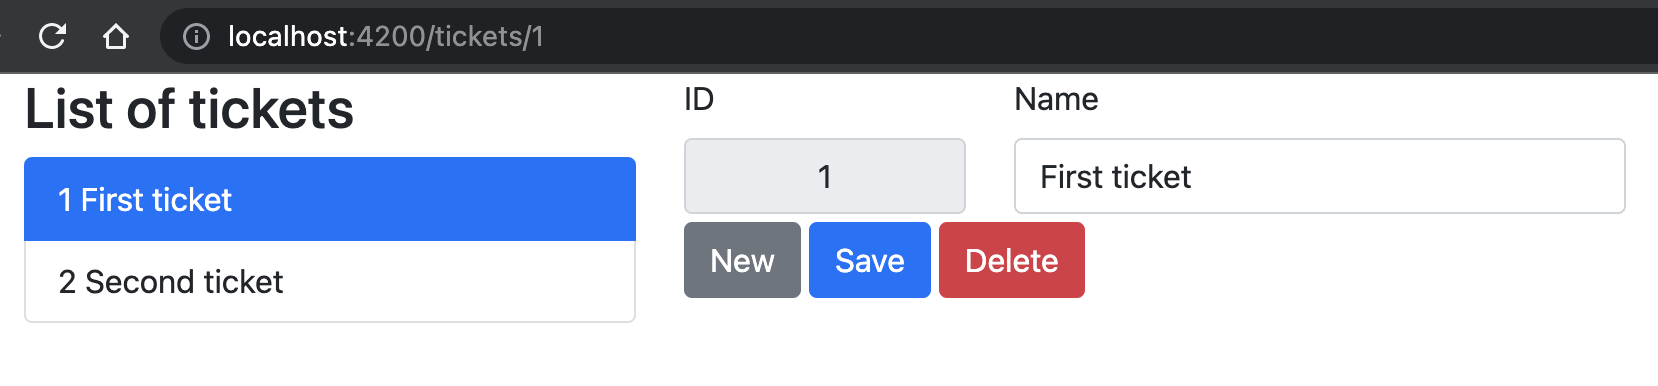 localhost:4200/tickets/1
List of tickets
1 First ticket
2 Second ticket
ID
Name
1
First ticket
New
Save
Delete